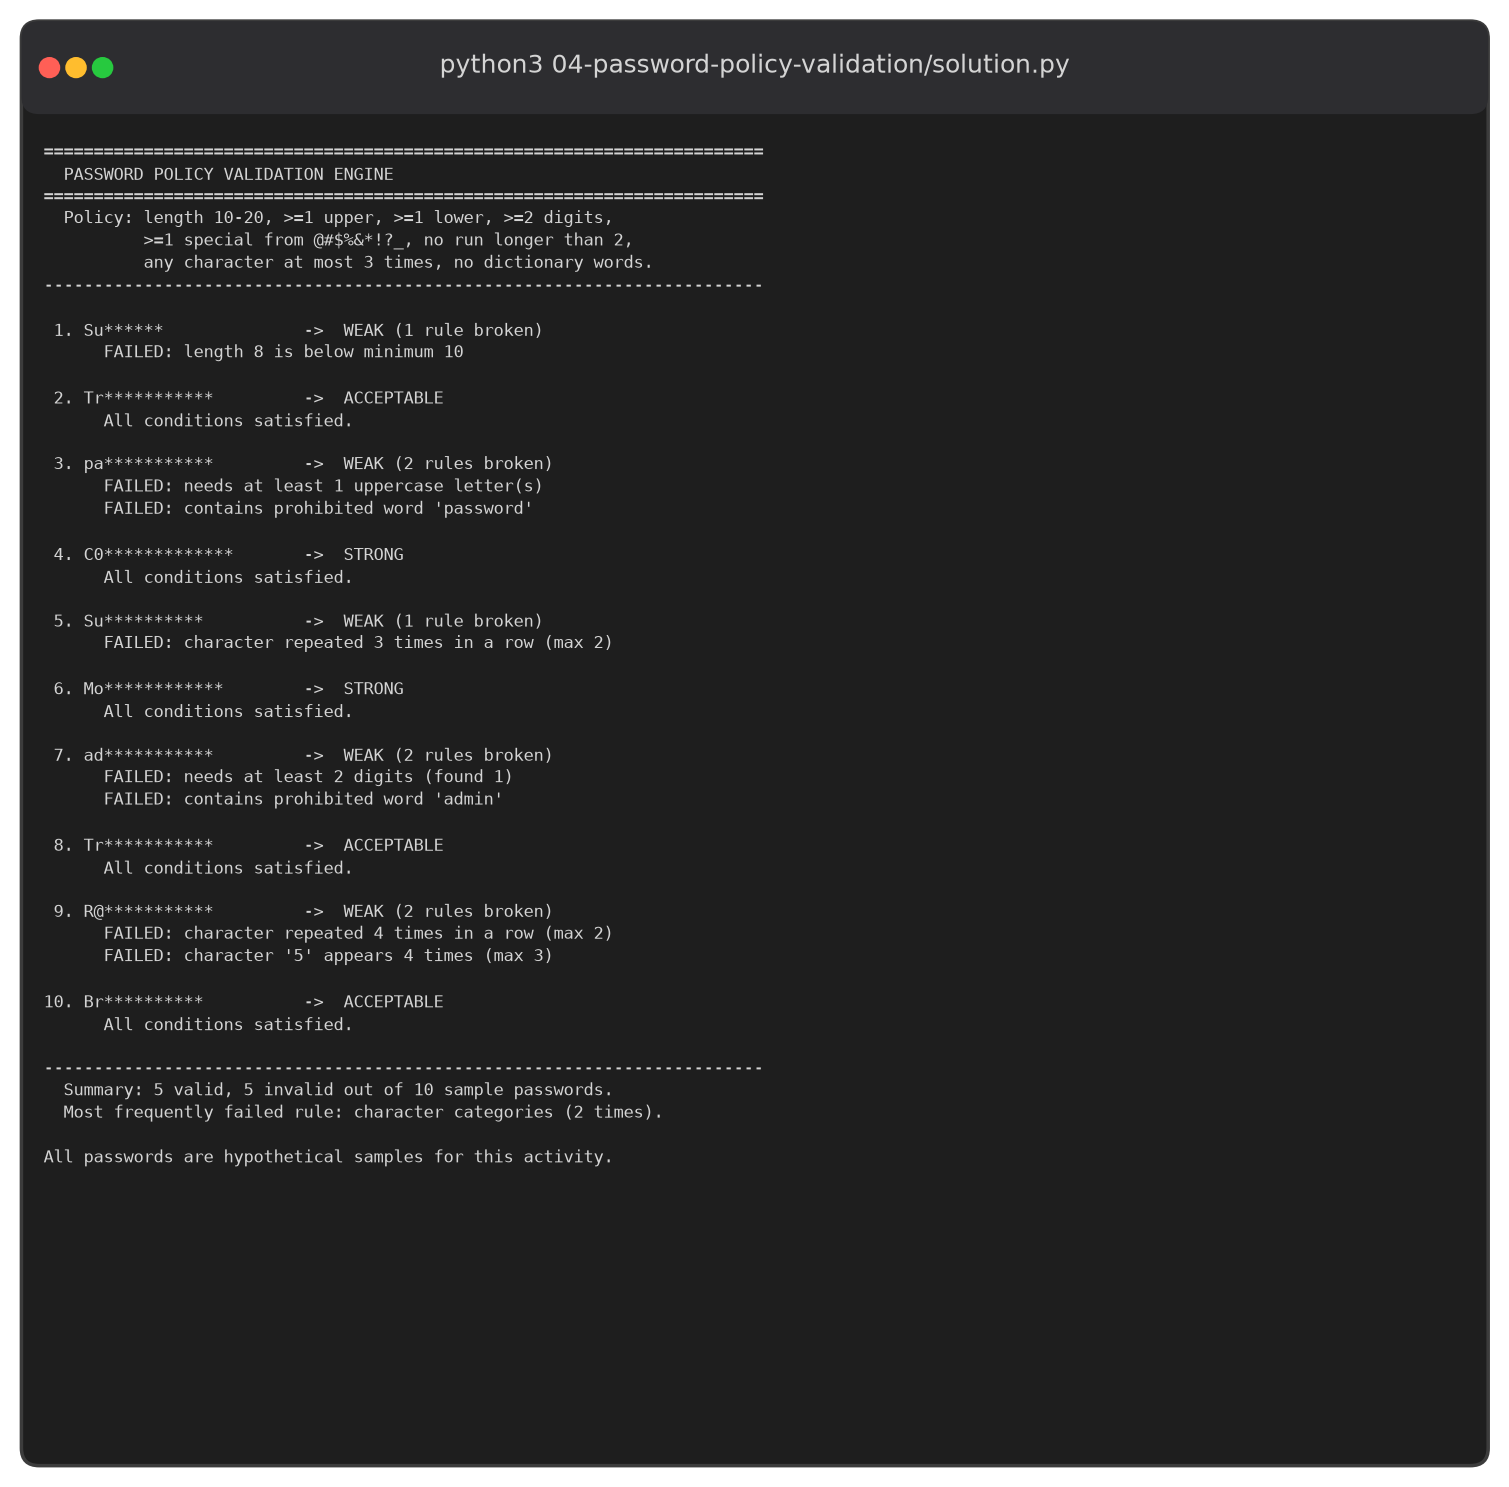 python3 04-password-policy-validation/solution.py
========================================================================
  PASSWORD POLICY VALIDATION ENGINE
========================================================================
  Policy: length 10-20, >=1 upper, >=1 lower, >=2 digits,
          >=1 special from @#$%&*!?_, no run longer than 2,
          any character at most 3 times, no dictionary words.
------------------------------------------------------------------------
 1. Su******              ->  WEAK (1 rule broken)
      FAILED: length 8 is below minimum 10
 2. Tr***********         ->  ACCEPTABLE
      All conditions satisfied.
 3. pa***********         ->  WEAK (2 rules broken)
      FAILED: needs at least 1 uppercase letter(s)
      FAILED: contains prohibited word 'password'
 4. C0*************       ->  STRONG
      All conditions satisfied.
 5. Su**********          ->  WEAK (1 rule broken)
      FAILED: character repeated 3 times in a row (max 2)
 6. Mo************        ->  STRONG
      All conditions satisfied.
 7. ad***********         ->  WEAK (2 rules broken)
      FAILED: needs at least 2 digits (found 1)
      FAILED: contains prohibited word 'admin'
 8. Tr***********         ->  ACCEPTABLE
      All conditions satisfied.
 9. R@***********         ->  WEAK (2 rules broken)
      FAILED: character repeated 4 times in a row (max 2)
      FAILED: character '5' appears 4 times (max 3)
10. Br**********          ->  ACCEPTABLE
      All conditions satisfied.
------------------------------------------------------------------------
  Summary: 5 valid, 5 invalid out of 10 sample passwords.
  Most frequently failed rule: character categories (2 times).
All passwords are hypothetical samples for this activity.